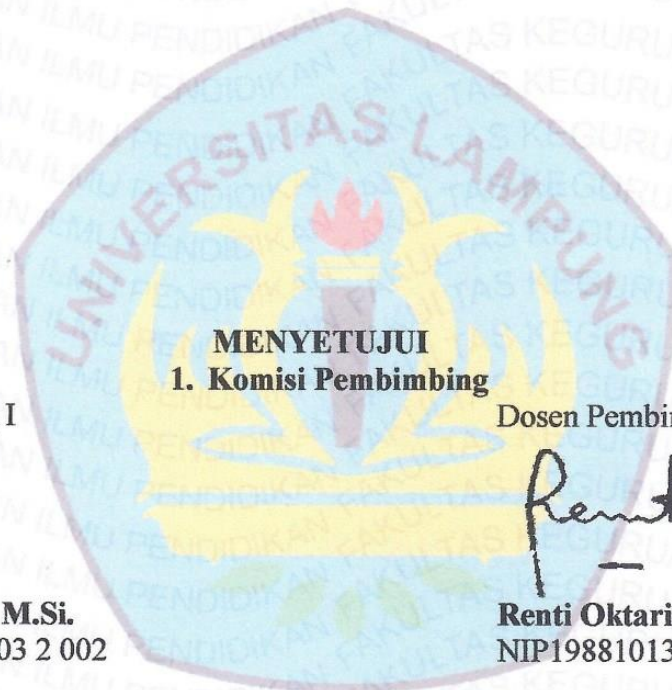 UNIVERSITAS LAMPUNG
MENYETUJUI
1. Komisi Pembimbing
I
Dosen Pembi
M.Si.
Renti Oktari
03 2 002
NIP19881013